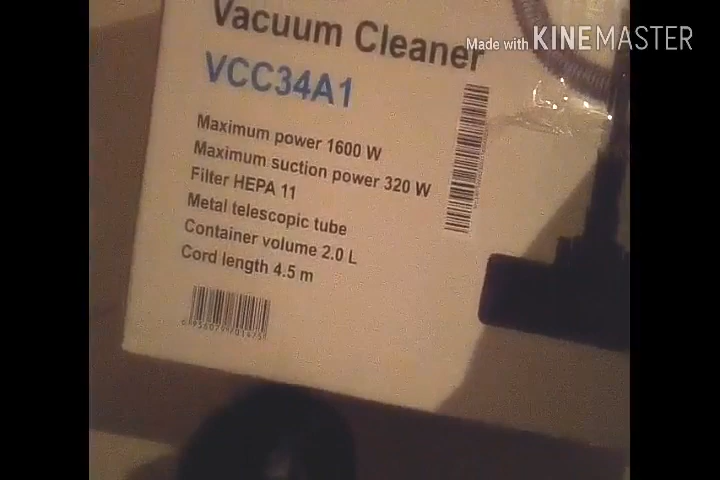 Vacuum Cleaner
Made with KINEMASTER
VCC34A1
Maximum power 1600 W
Maximum suction power 320 W
Filter HEPA 11
Metal telescopic tube
Container volume 2.0 L
Cord length 4.5 m